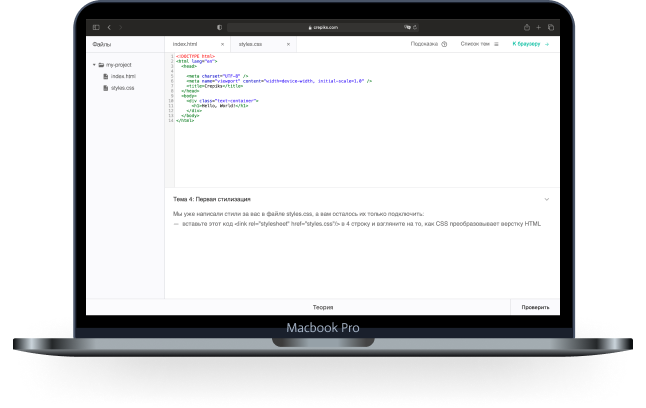 crepiks.com
Файлы
index.html ×
styles.css ×
Подсказка
Список тем
К браузеру →
my-project
index.html
styles.css
1 <!DOCTYPE html>
2 <html lang="en">
3 <head>
4
5 <meta charset="UTF-8" />
6 <meta name="viewport" content="width=device-width, initial-scale=1.0" />
7 <title>Crepiks</title>
8 </head>
9 <body>
10 <div class="text-container">
11 <h1>Hello, World!</h1>
12 </div>
13 </body>
14 </html>
Тема 4: Первая стилизация
Мы уже написали стили за вас в файле styles.css, а вам осталось их только подключить:
— вставьте этот код <link rel="stylesheet" href="styles.css"/> в 4 строку и взгляните на то, как CSS преобразовывает верстку HTML
Теория
Проверить
Macbook Pro